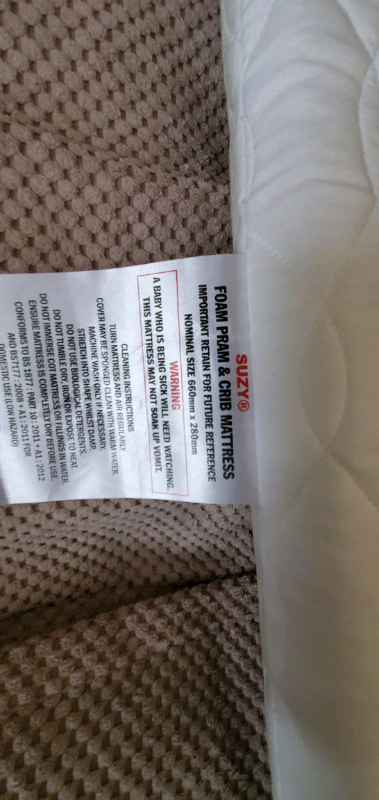 SUZY®
FOAM PRAM & CRIB MATTRESS
IMPORTANT RETAIN FOR FUTURE REFERENCE
NOMINAL SIZE 660mm x 280mm
WARNING
A BABY WHO IS BEING SICK WILL NEED WATCHING.
THIS MATTRESS MAY NOT SOAK UP VOMIT.
CLEANING INSTRUCTIONS
TURN MATTRESS AND AIR REGULARLY
COVER MAY BE SPONGED CLEAN WITH WARM WATER.
MACHINE WASH ONLY IF NECESSARY.
STRETCH INTO SHAPE WHILST DAMP.
DO NOT USE BIOLOGICAL DETERGENTS.
DO NOT TUMBLE DRY, IRON OR EXPOSE TO HEAT.
DO NOT IMMERSE MATTRESS OR FILLINGS IN WATER.
ENSURE MATTRESS IS COMPLETELY DRY BEFORE USE.
CONFORMS TO BS 1877 : PART 10 : 2011 + A1: 2012
AND BS7177 : 2008 + A1: 2011 FOR
DOMESTIC USE (LOW HAZARD)